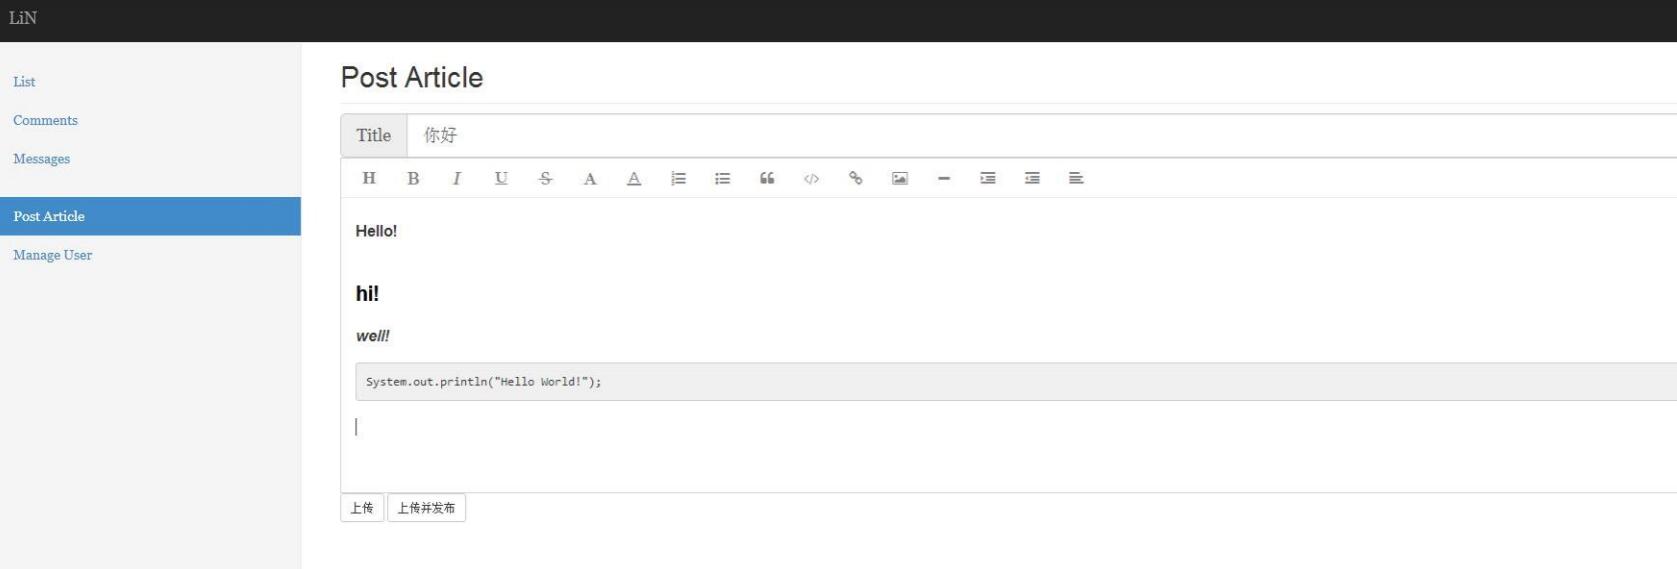 LiN
List
Comments
Messages
Post Article
Manage User
Post Article
Title 你好
H B I U S A A
Hello!
hi!
well!
System.out.println("Hello World!");
上传 上传并发布